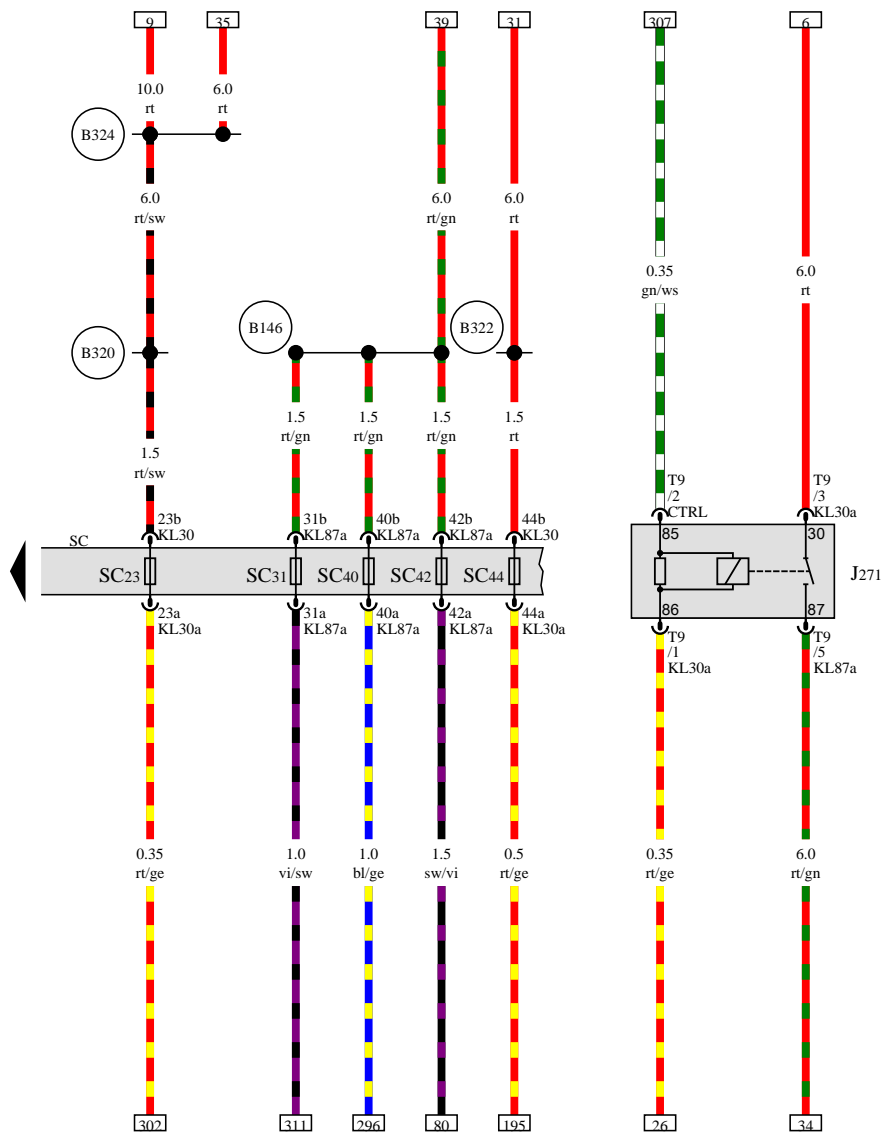 9 35 39 31 307 6
10.0 6.0
rt rt
B324
6.0 6.0 6.0
rt/sw rt/gn rt
0.35 6.0
gn/ws rt
B320 B146 B322
1.5 1.5 1.5 1.5
rt/gn rt/gn rt/gn rt
1.5
rt/sw
T9 T9
/2 /3
CTRL KL30a
23b 31b 40b 42b 44b
KL30 KL87a KL87a KL87a KL30
SC
85 30
SC23 SC31 SC40 SC42 SC44
J271
86 87
23a 31a 40a 42a 44a
KL30a KL87a KL87a KL87a KL30a
T9 T9
/1 /5
KL30a KL87a
0.35 1.0 1.0 1.5 0.5 0.35 6.0
rt/ge vi/sw bl/ge sw/vi rt/ge rt/ge rt/gn
302 311 296 80 195 26 34